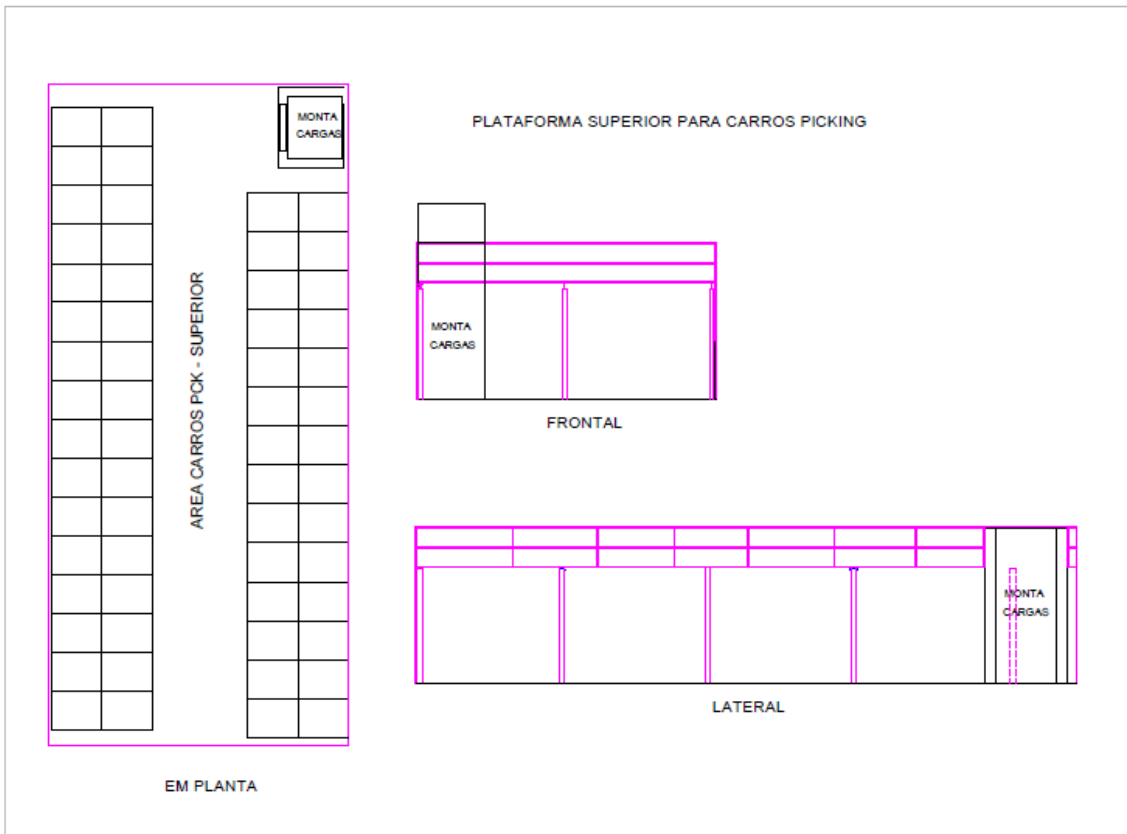 MONTA
CARGAS
PLATAFORMA SUPERIOR PARA CARROS PICKING
AREA CARROS PCK - SUPERIOR
MONTA
CARGAS
FRONTAL
MONTA
CARGAS
LATERAL
EM PLANTA